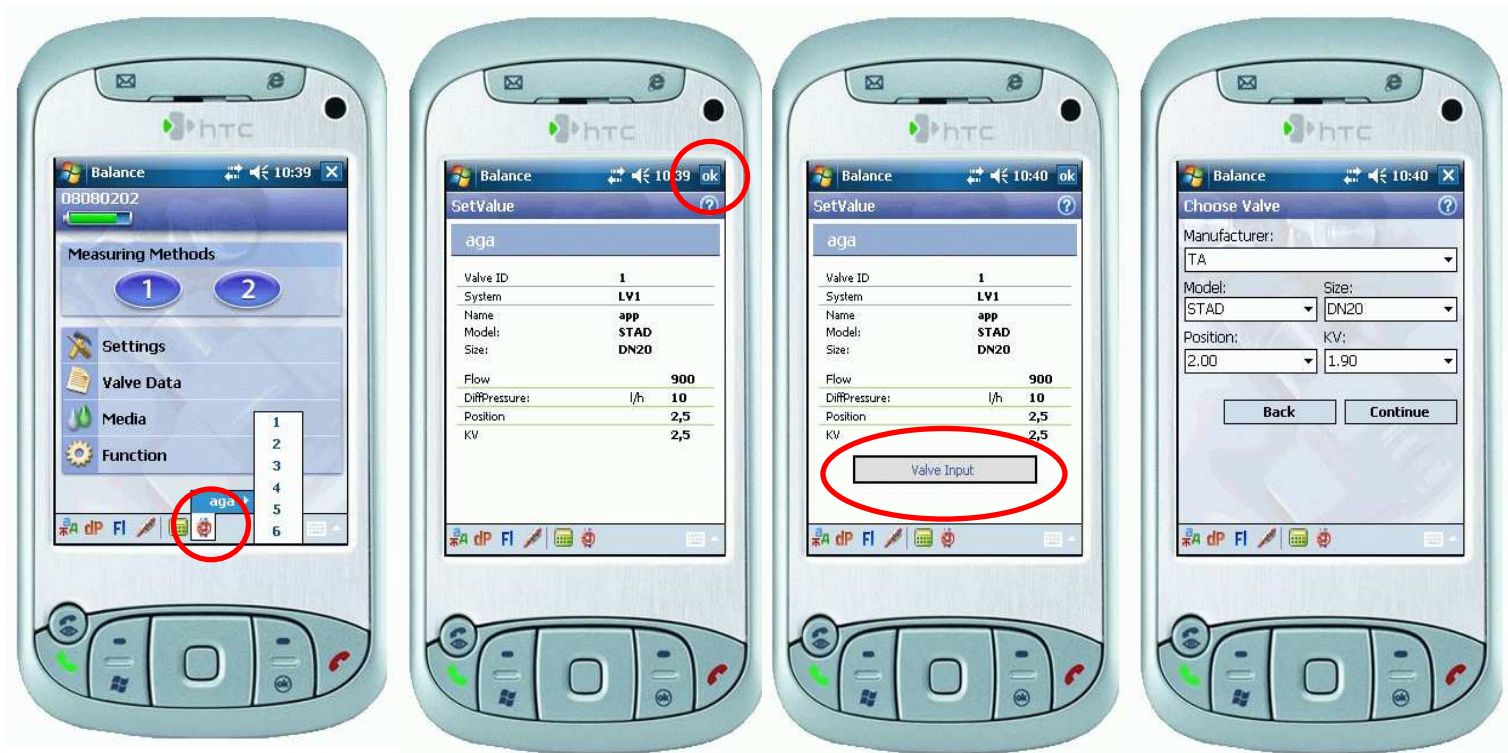 hTC
Balance 10:39
08080202
Measuring Methods
1 2
Settings
Valve Data
Media
Function
1
2
3
4
5
6
aga
dP Fl
hTC
Balance 10:39 ok
SetValue ?
aga
Valve ID 1
System LV1
Name app
Model: STAD
Size: DN20
Flow 900
DiffPressure: l/h 10
Position 2,5
KV 2,5
dP Fl
ok
hTC
Balance 10:40 ok
SetValue ?
aga
Valve ID 1
System LV1
Name app
Model: STAD
Size: DN20
Flow 900
DiffPressure: l/h 10
Position 2,5
KV 2,5
Valve Input
dP Fl
ok
hTC
Balance 10:40
Choose Valve ?
Manufacturer:
TA
Model: Size:
STAD DN20
Position: KV:
2.00 1.90
Back Continue
dP Fl
ok